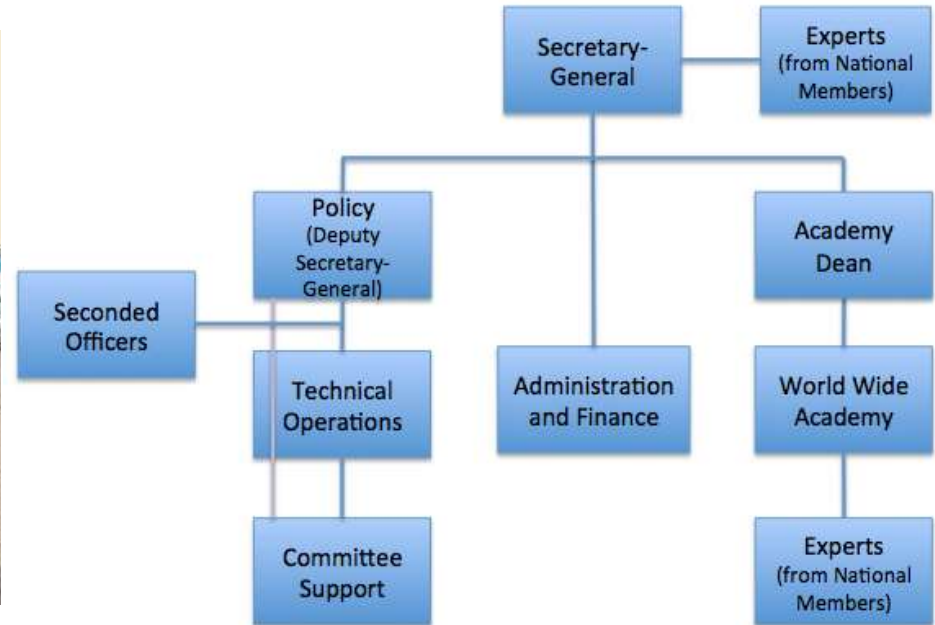 Secretary-
General
Experts
(from National
Members)
Policy
(Deputy
Secretary-
General)
Academy
Dean
Seconded
Officers
Technical
Operations
Administration
and Finance
World Wide
Academy
Committee
Support
Experts
(from National
Members)